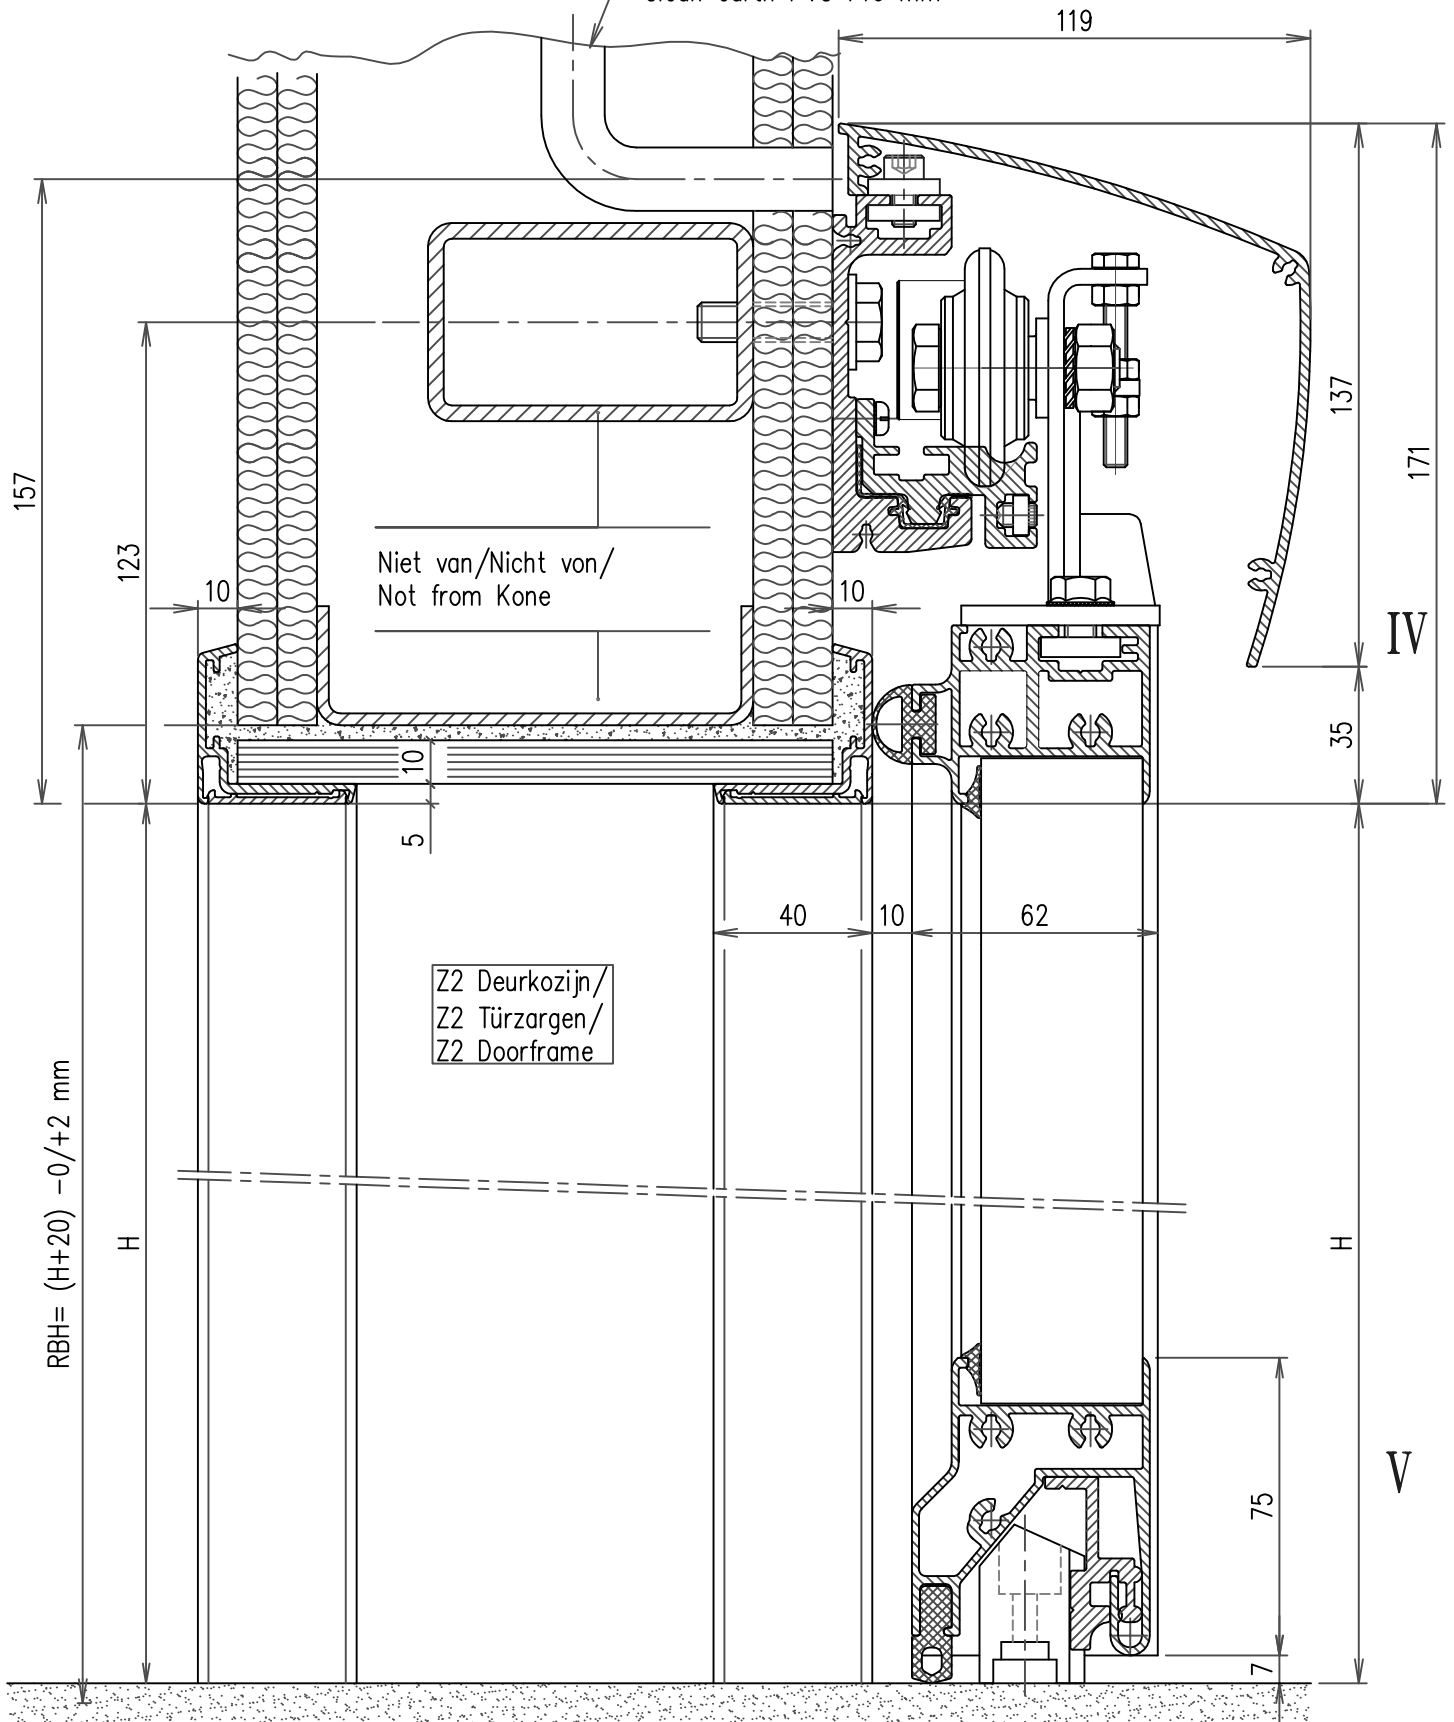 119
137
171
157
123
10
Niet van/Nicht von/
Not from Kone
10
IV
35
10
5
40
10
62
Z2 Deurkozijn/
Z2 Türzargen/
Z2 Doorframe
RBH= (H+20) -0/+2 mm
H
H
75
V
7